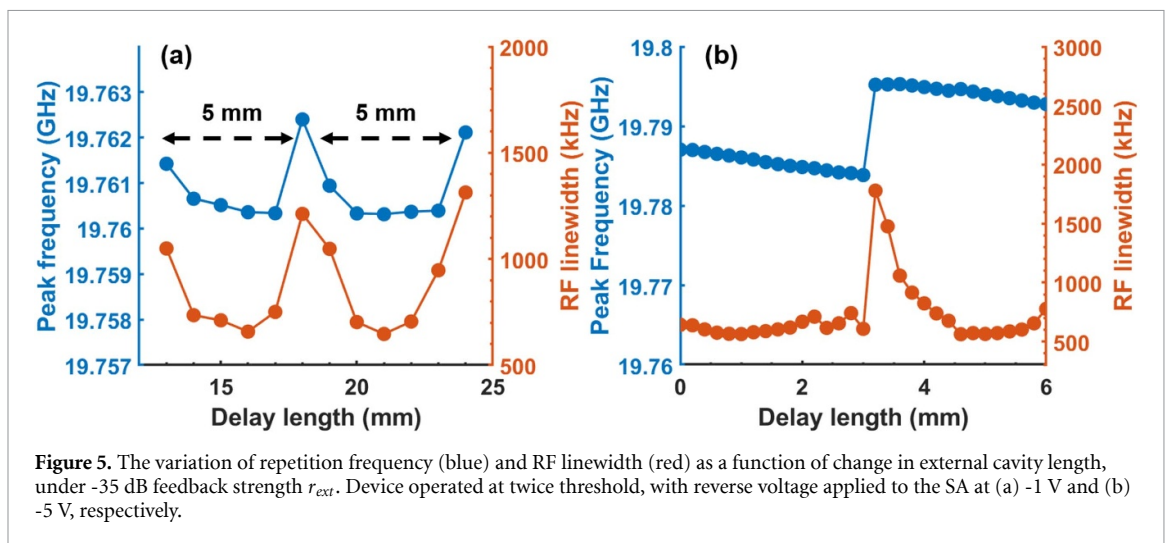 (a)
5 mm
5 mm
Peak frequency (GHz)
19.763
19.762
19.761
19.76
19.759
19.758
19.757
2000
1500
1000
500
RF linewidth (kHz)
15
20
25
Delay length (mm)
(b)
Peak Frequency (GHz)
19.8
19.79
19.78
19.77
19.76
3000
2500
2000
1500
1000
500
RF linewidth (kHz)
0
2
4
6
Delay length (mm)
Figure 5. The variation of repetition frequency (blue) and RF linewidth (red) as a function of change in external cavity length,
under -35 dB feedback strength rext. Device operated at twice threshold, with reverse voltage applied to the SA at (a) -1 V and (b)
-5 V, respectively.